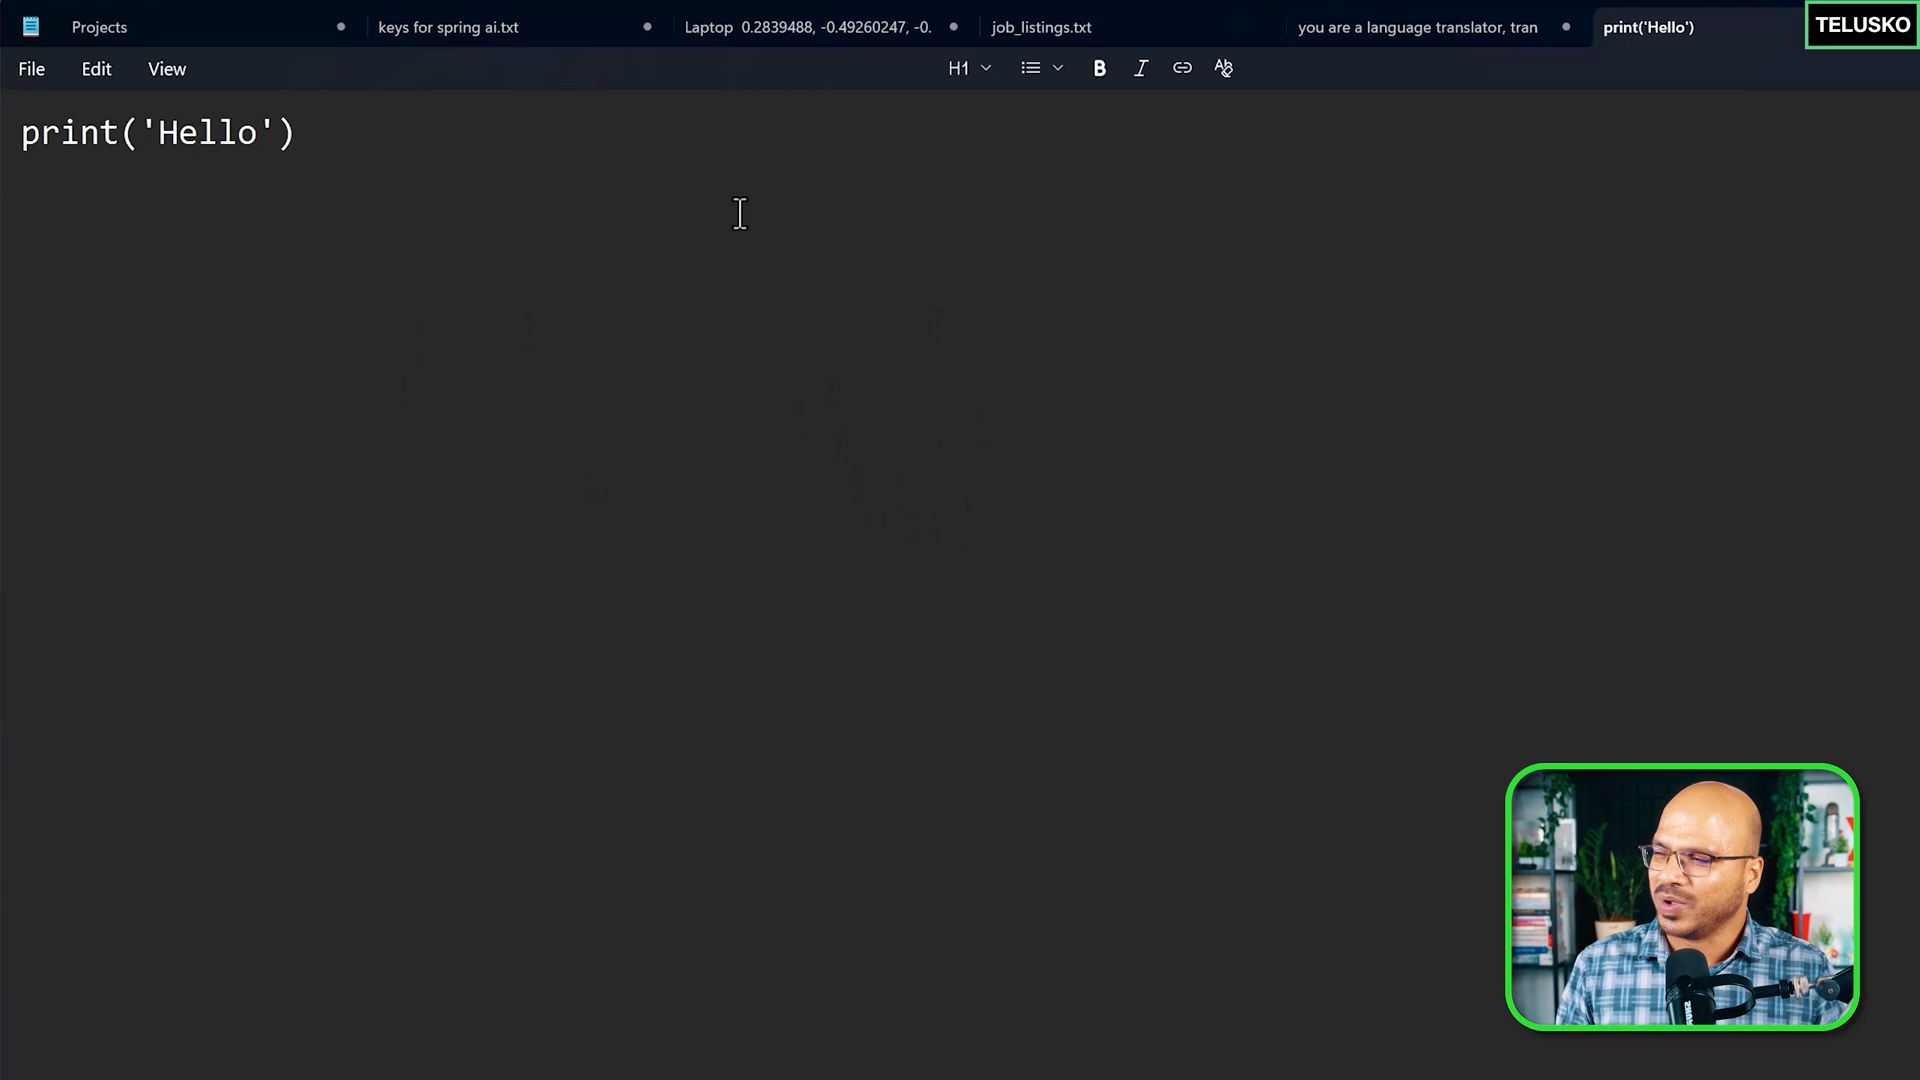 Projects
keys for spring ai.txt
Laptop 0.2839488, -0.49260247, -0.
job_listings.txt
you are a language translator, tran
print('Hello')
TELUSKO
File
Edit
View
H1
B
I
print('Hello')